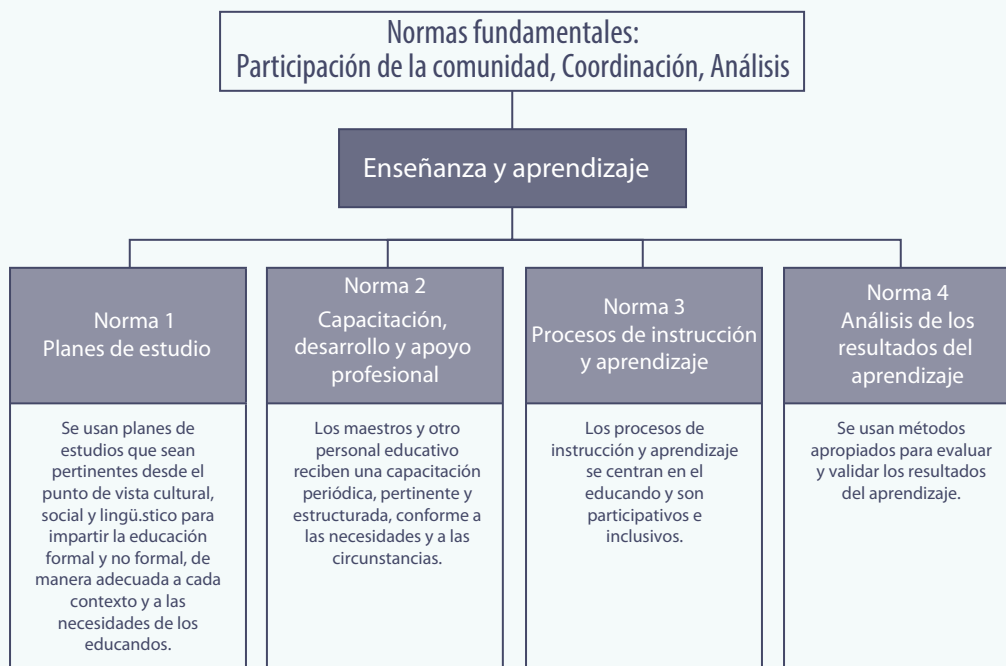 Normas fundamentales:
Participación de la comunidad, Coordinación, Análisis
Enseñanza y aprendizaje
Norma 1
Planes de estudio
Se usan planes de
estudios que sean
pertinentes desde el
punto de vista cultural,
social y lingü.stico para
impartir la educación
formal y no formal, de
manera adecuada a cada
contexto y a las
necesidades de los
educandos.
Norma 2
Capacitación,
desarrollo y apoyo
profesional
Los maestros y otro
personal educativo
reciben una capacitación
periódica, pertinente y
estructurada, conforme a
las necesidades y a las
circunstancias.
Norma 3
Procesos de instrucción
y aprendizaje
Los procesos de
instrucción y aprendizaje
se centran en el
educando y son
participativos e
inclusivos.
Norma 4
Análisis de los
resultados del
aprendizaje
Se usan métodos
apropiados para evaluar
y validar los resultados
del aprendizaje.